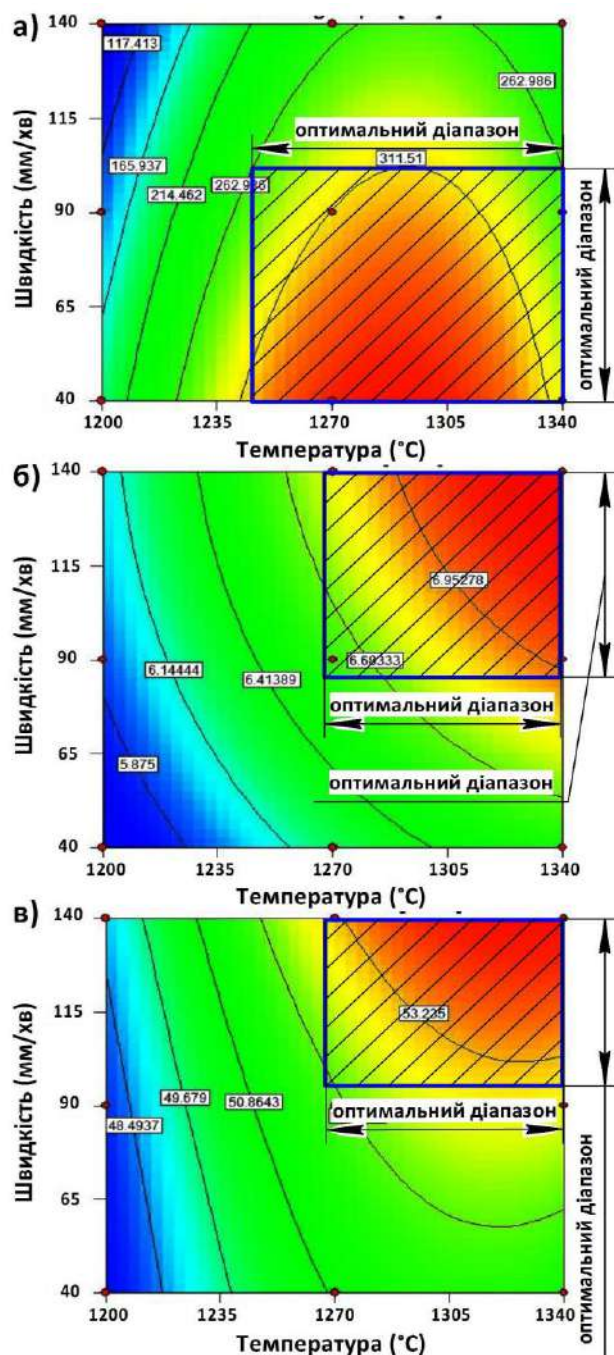 а)
Швидкість (мм/хв)
140
115
90
65
40
117.413
165.937
214.462
262.986
311.51
262.986
оптимальний діапазон
оптимальний діапазон
1200 1235 1270 1305 1340
Температура (°C)
б)
Швидкість (мм/хв)
140
115
90
65
40
6.95278
6.68333
6.41389
6.14444
5.875
оптимальний діапазон
оптимальний діапазон
1200 1235 1270 1305 1340
Температура (°C)
в)
Швидкість (мм/хв)
140
115
90
65
40
53.235
50.8643
49.679
48.4937
оптимальний діапазон
оптимальний діапазон
1200 1235 1270 1305 1340
Температура (°C)